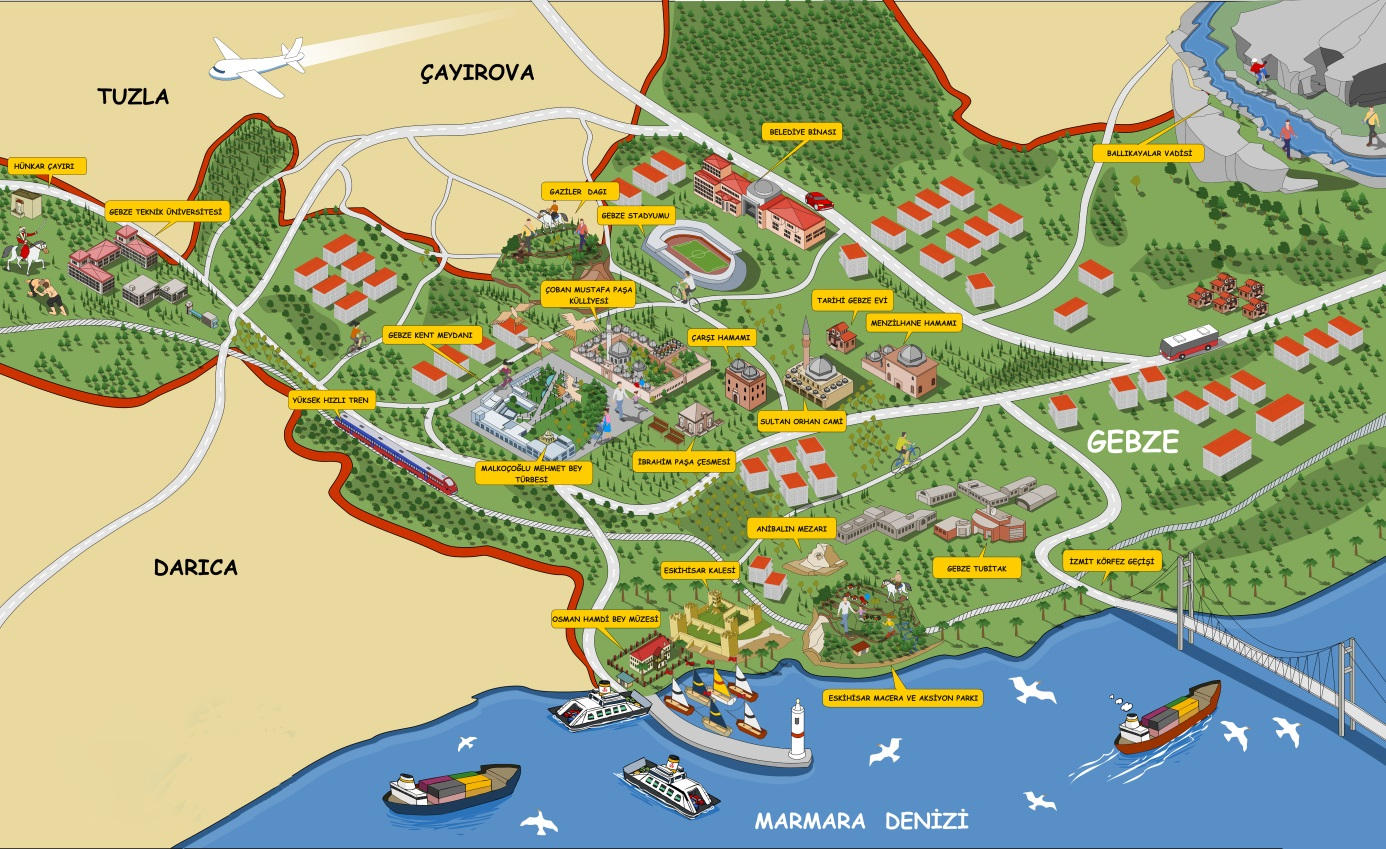 ÇAYIROVA
TUZLA
BELEDİYE BİNASI
BALLIKAYALAR VADİSİ
HÜNKAR ÇAYIRI
GAZİLER DAGI
GEBZE TEKNİK ÜNİVERSİTESİ
GEBZE STADYUMU
ÇOBAN MUSTAFA PAŞA
KÜLLİYESİ
TARİHİ GEBZE EVİ
MENZİLHANE HAMAMI
GEBZE KENT MEYDANI
ÇARŞI HAMAMI
YÜKSEK HIZLI TREN
SULTAN ORHAN CAMİ
GEBZE
İBRAHİM PAŞA ÇESMESİ
MALKOÇOĞLU MEHMET BEY
TÜRBESİ
ANİBALIN MEZARI
DARICA
ESKİHİSAR KALESİ
GEBZE TUBİTAK
İZMİT KÖRFEZ GEÇİŞİ
OSMAN HAMDİ BEY MÜZESİ
ESKİHİSAR MACERA VE AKSİYON PARKI
MARMARA DENİZİ